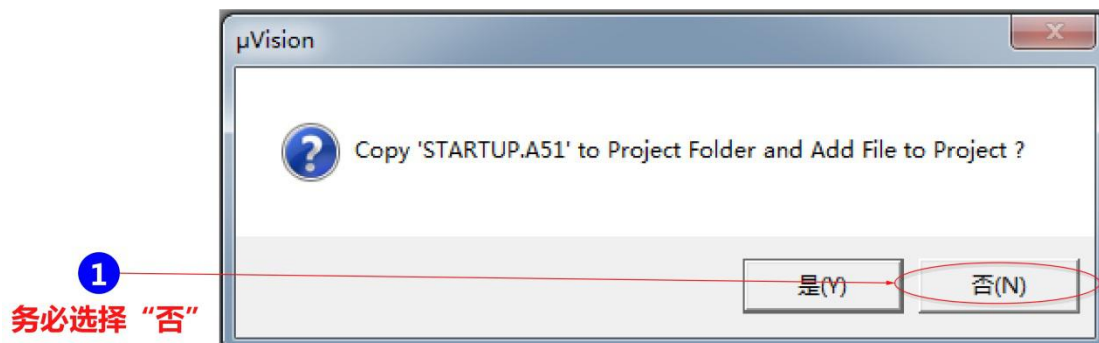 μVision
Copy 'STARTUP.A51' to Project Folder and Add File to Project ?
1
务必选择“否”
是(Y)
否(N)